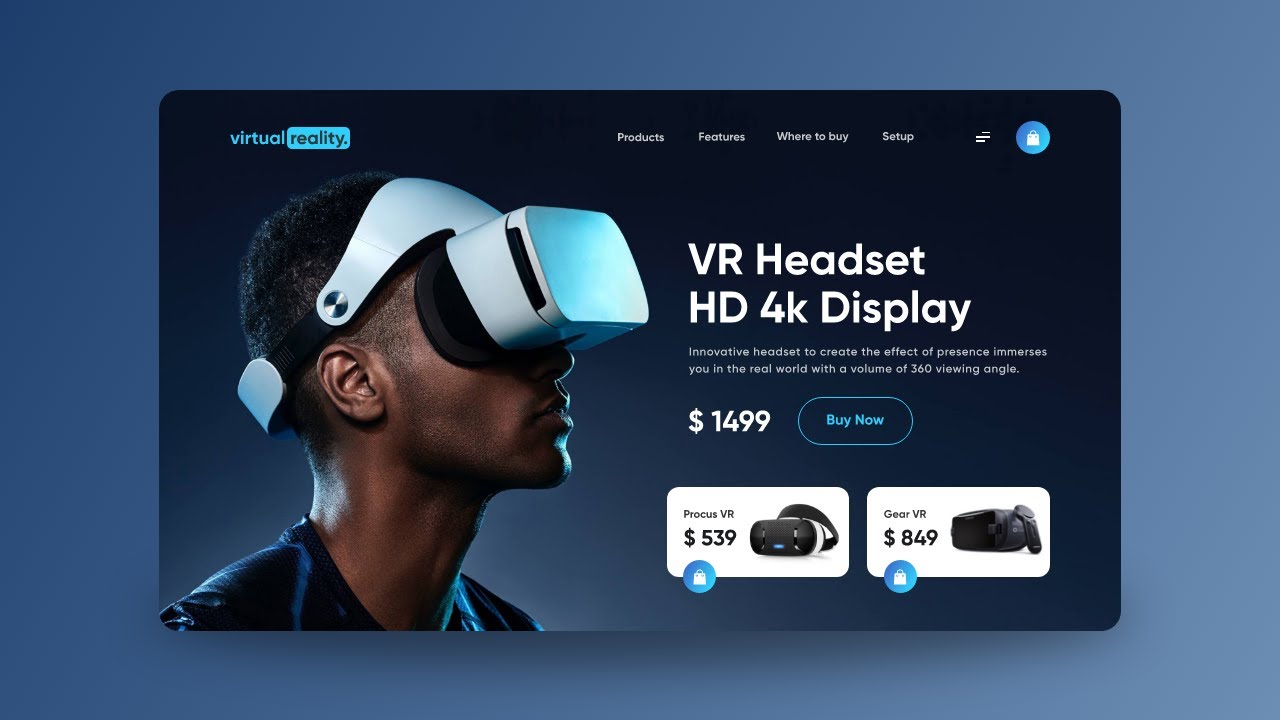 virtual reality.
Products
Features
Where to buy
Setup
VR Headset
HD 4k Display
Innovative headset to create the effect of presence immerses
you in the real world with a volume of 360 viewing angle.
$ 1499
Buy Now
Procus VR
$ 539
Gear VR
$ 849